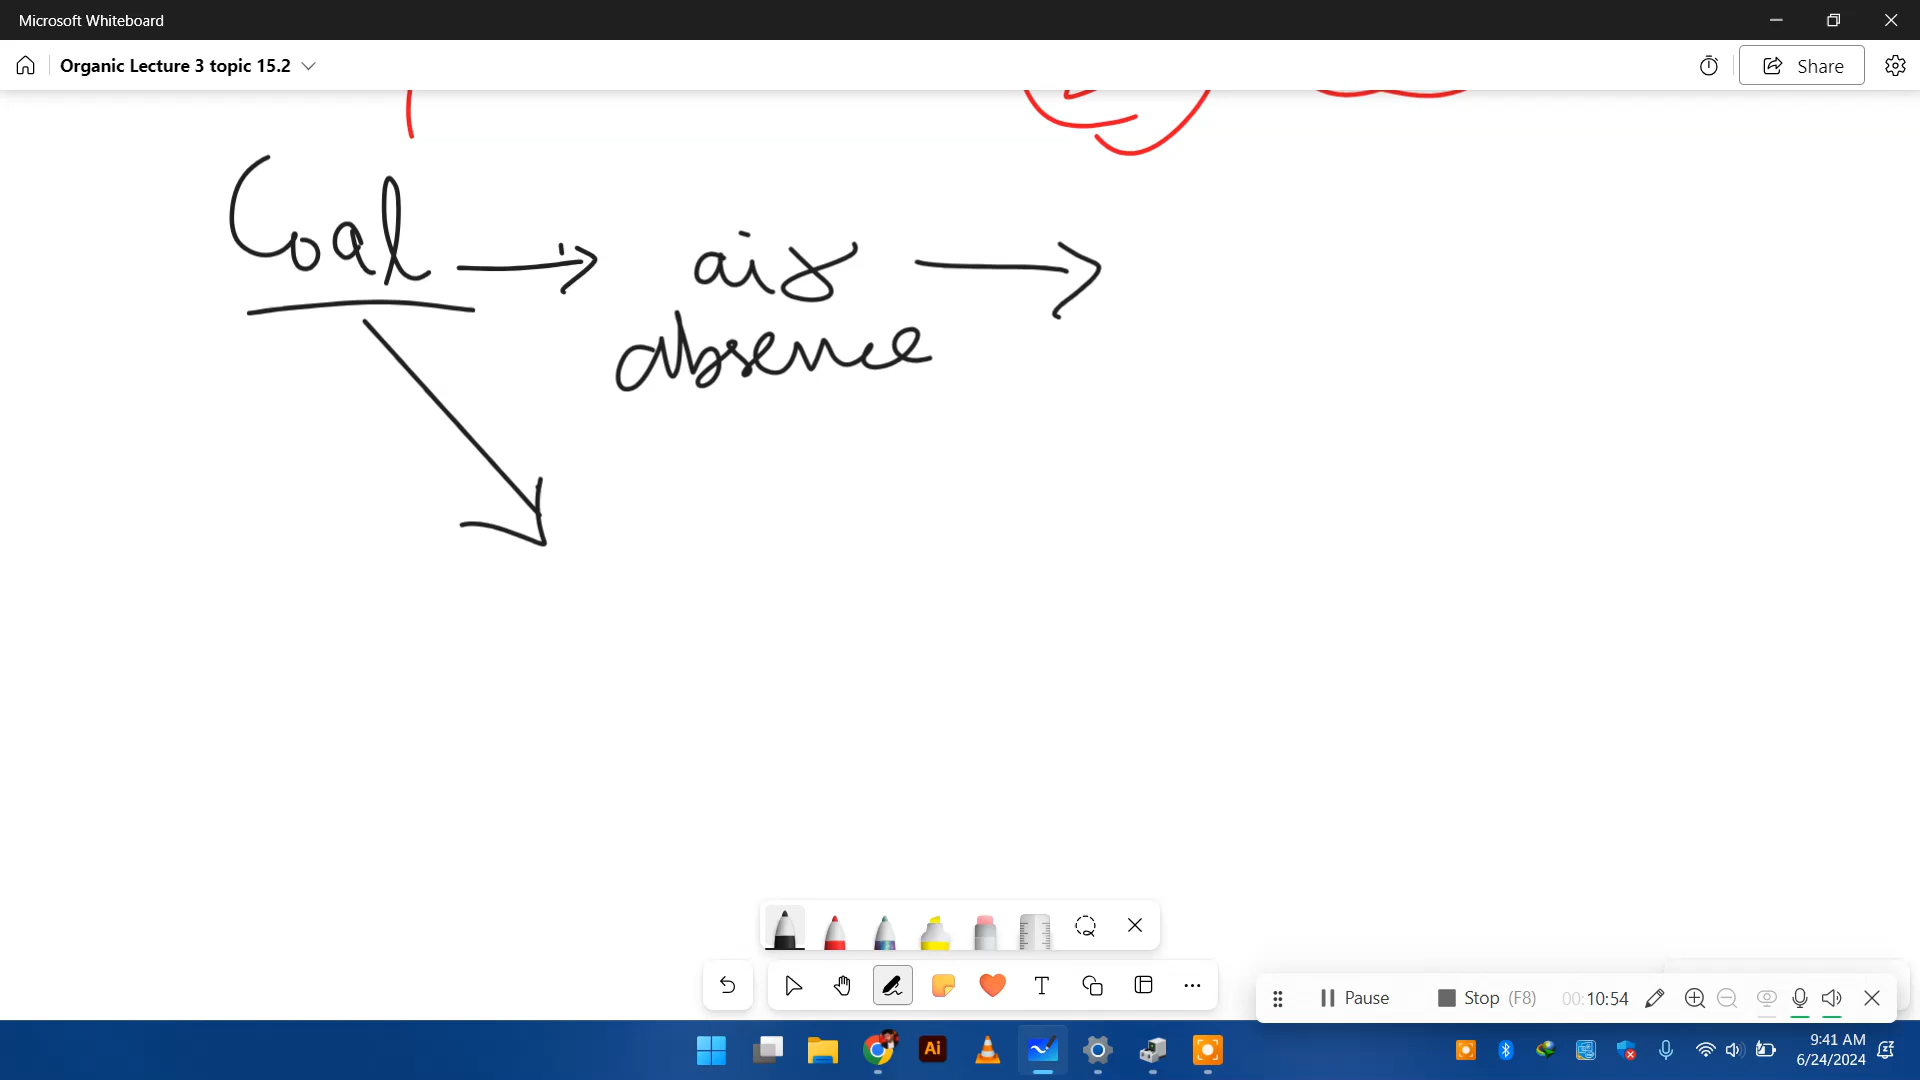 Microsoft Whiteboard
Organic Lecture 3 topic 15.2
Share
Coal
air
absence
T
Pause
Stop (F8)
00:10:54
Ai
9:41 AM
6/24/2024